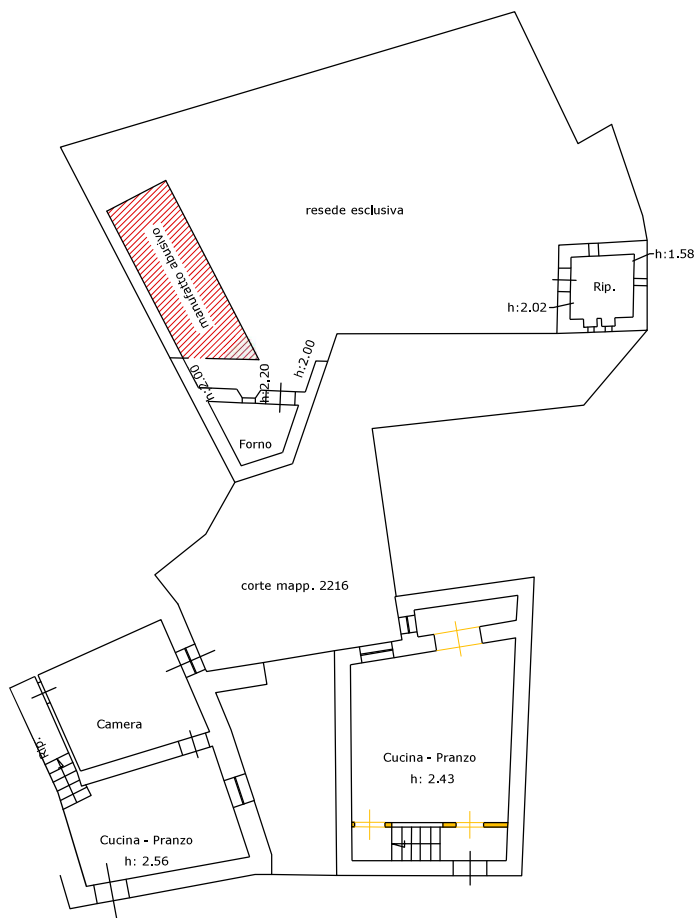 resede esclusiva
manufatto abusivo
h:1.58
Rip.
h:2.02
h:2.00
h:2.20
h:2.00
Forno
corte mapp. 2216
Camera
Rip.
Cucina - Pranzo
h: 2.43
Cucina - Pranzo
h: 2.56